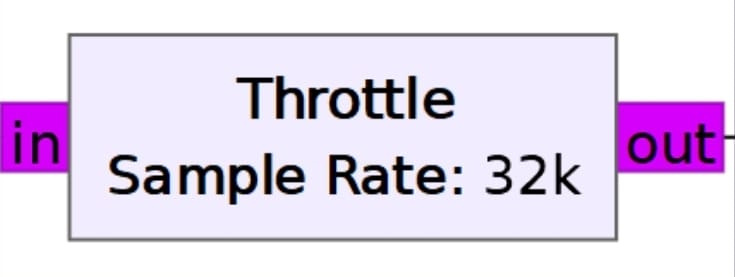 Throttle
in
Sample Rate: 32k
out